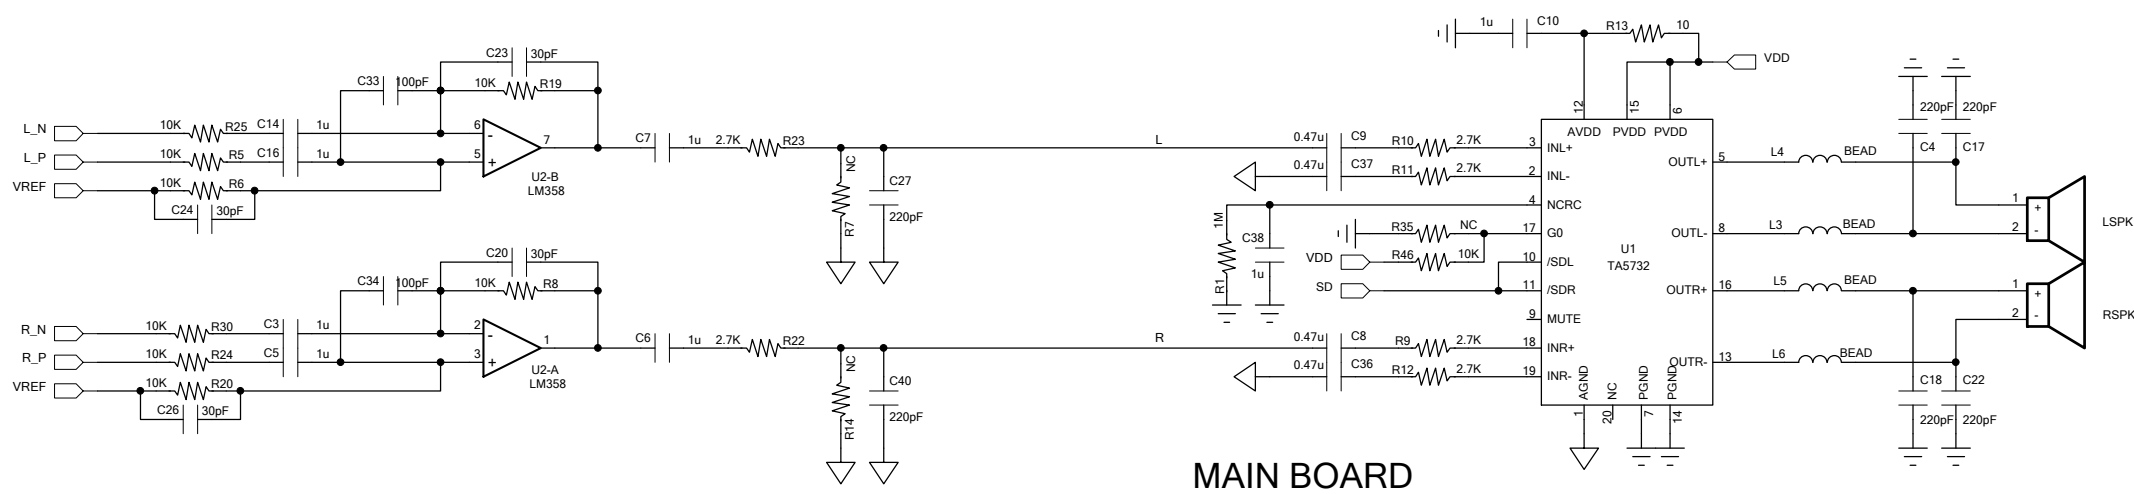 1u C10 R13 10
VDD
C23 30pF
C33 100pF 10K R19
12 15 6
220pF 220pF
AVDD PVDD PVDD
C4 C17
L_N 10K R25 C14 1u 6 - 7
L_P 10K R5 C16 1u 5 +
VREF 10K R6
C24 30pF
U2-B
LM358
C7 1u 2.7K R23
L
NC
R7
C27
220pF
0.47u C9 R10 2.7K 3 INL+
0.47u C37 R11 2.7K 2 INL-
4 NCRC
1M
R1
C38
1u
R35 NC 17 G0
VDD R46 10K 10 /SDL
SD 11 /SDR
9 MUTE
U1
TA5732
OUTL+ 5 L4 BEAD
OUTL- 8 L3 BEAD
OUTR+ 16 L5 BEAD
OUTR- 13 L6 BEAD
1 +
2 -
LSPK
1 +
2 -
RSPK
C20 30pF
C34 100pF 10K R8
R_N 10K R30 C3 1u 2 - 1
R_P 10K R24 C5 1u 3 +
VREF 10K R20
C26 30pF
U2-A
LM358
C6 1u 2.7K R22
R
NC
R14
C40
220pF
0.47u C8 R9 2.7K 18 INR+
0.47u C36 R12 2.7K 19 INR-
AGND NC PGND PGND
1 20 7 14
C18 C22
220pF 220pF
MAIN BOARD